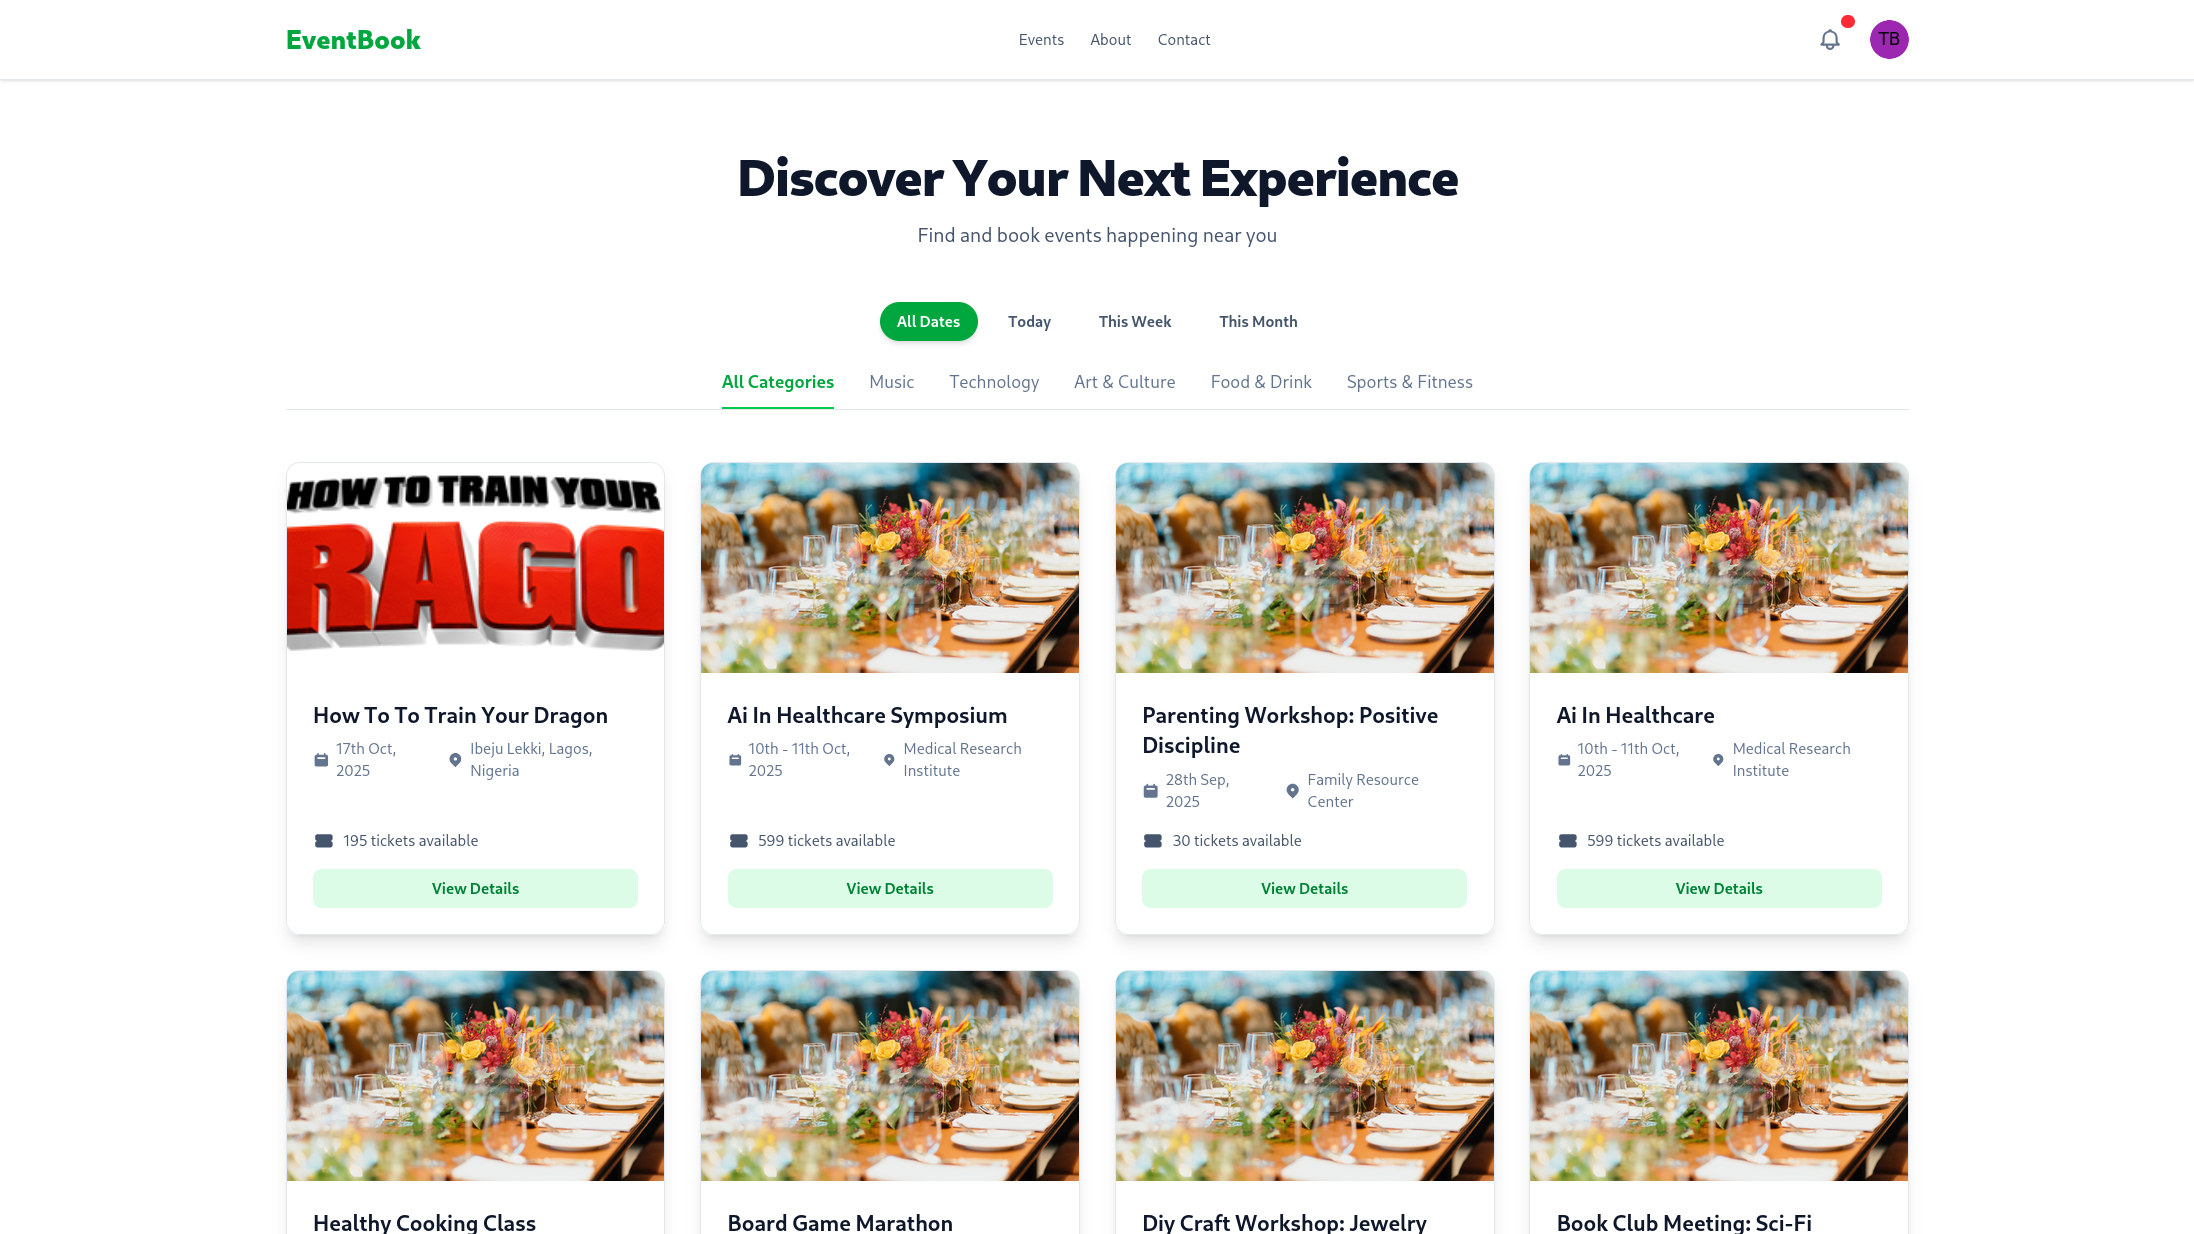 EventBook
Events
About
Contact
TB
Discover Your Next Experience
Find and book events happening near you
All Dates
Today
This Week
This Month
All Categories
Music
Technology
Art & Culture
Food & Drink
Sports & Fitness
HOW TO TRAIN YOUR
RAGO
How To To Train Your Dragon
17th Oct,
2025
Ibeju Lekki, Lagos,
Nigeria
195 tickets available
View Details
Ai In Healthcare Symposium
10th - 11th Oct,
2025
Medical Research
Institute
599 tickets available
View Details
Parenting Workshop: Positive
Discipline
28th Sep,
2025
Family Resource
Center
30 tickets available
View Details
Ai In Healthcare
10th - 11th Oct,
2025
Medical Research
Institute
599 tickets available
View Details
Healthy Cooking Class
Board Game Marathon
Diy Craft Workshop: Jewelry
Book Club Meeting: Sci-Fi